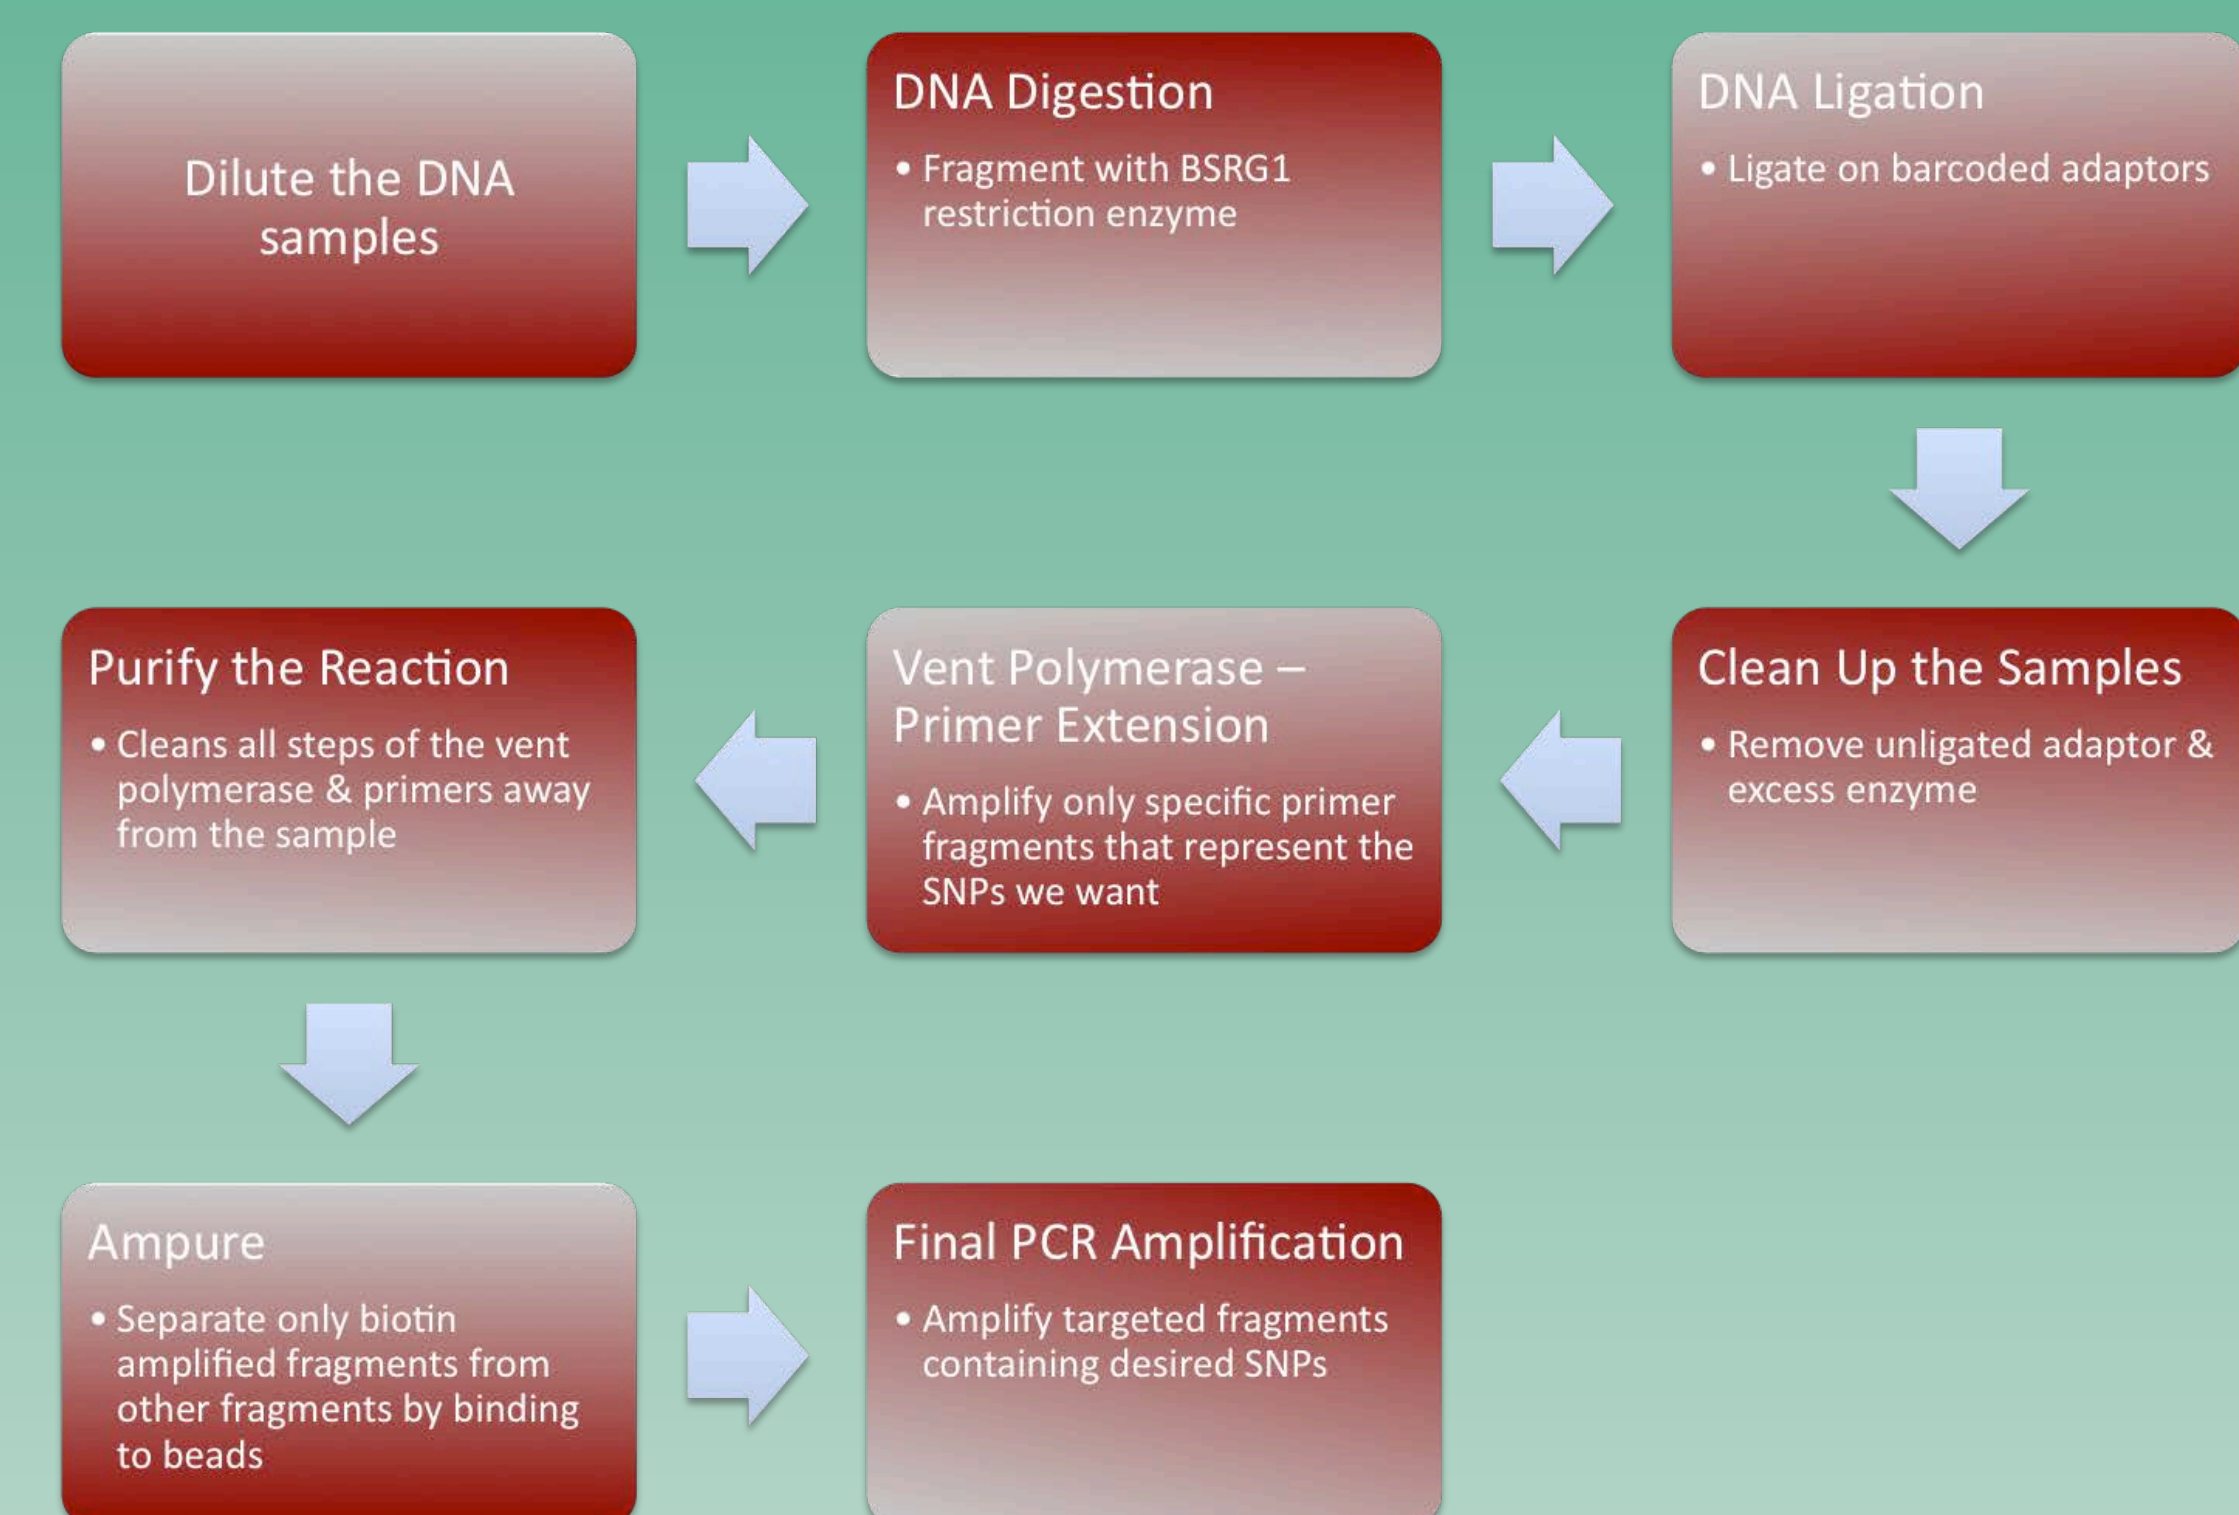 Dilute the DNA
samples
DNA Digestion
• Fragment with BSRG1
restriction enzyme
DNA Ligation
• Ligate on barcoded adaptors
Clean Up the Samples
• Remove unligated adaptor &
excess enzyme
Vent Polymerase –
Primer Extension
• Amplify only specific primer
fragments that represent the
SNPs we want
Purify the Reaction
• Cleans all steps of the vent
polymerase & primers away
from the sample
Ampure
• Separate only biotin
amplified fragments from
other fragments by binding
to beads
Final PCR Amplification
• Amplify targeted fragments
containing desired SNPs